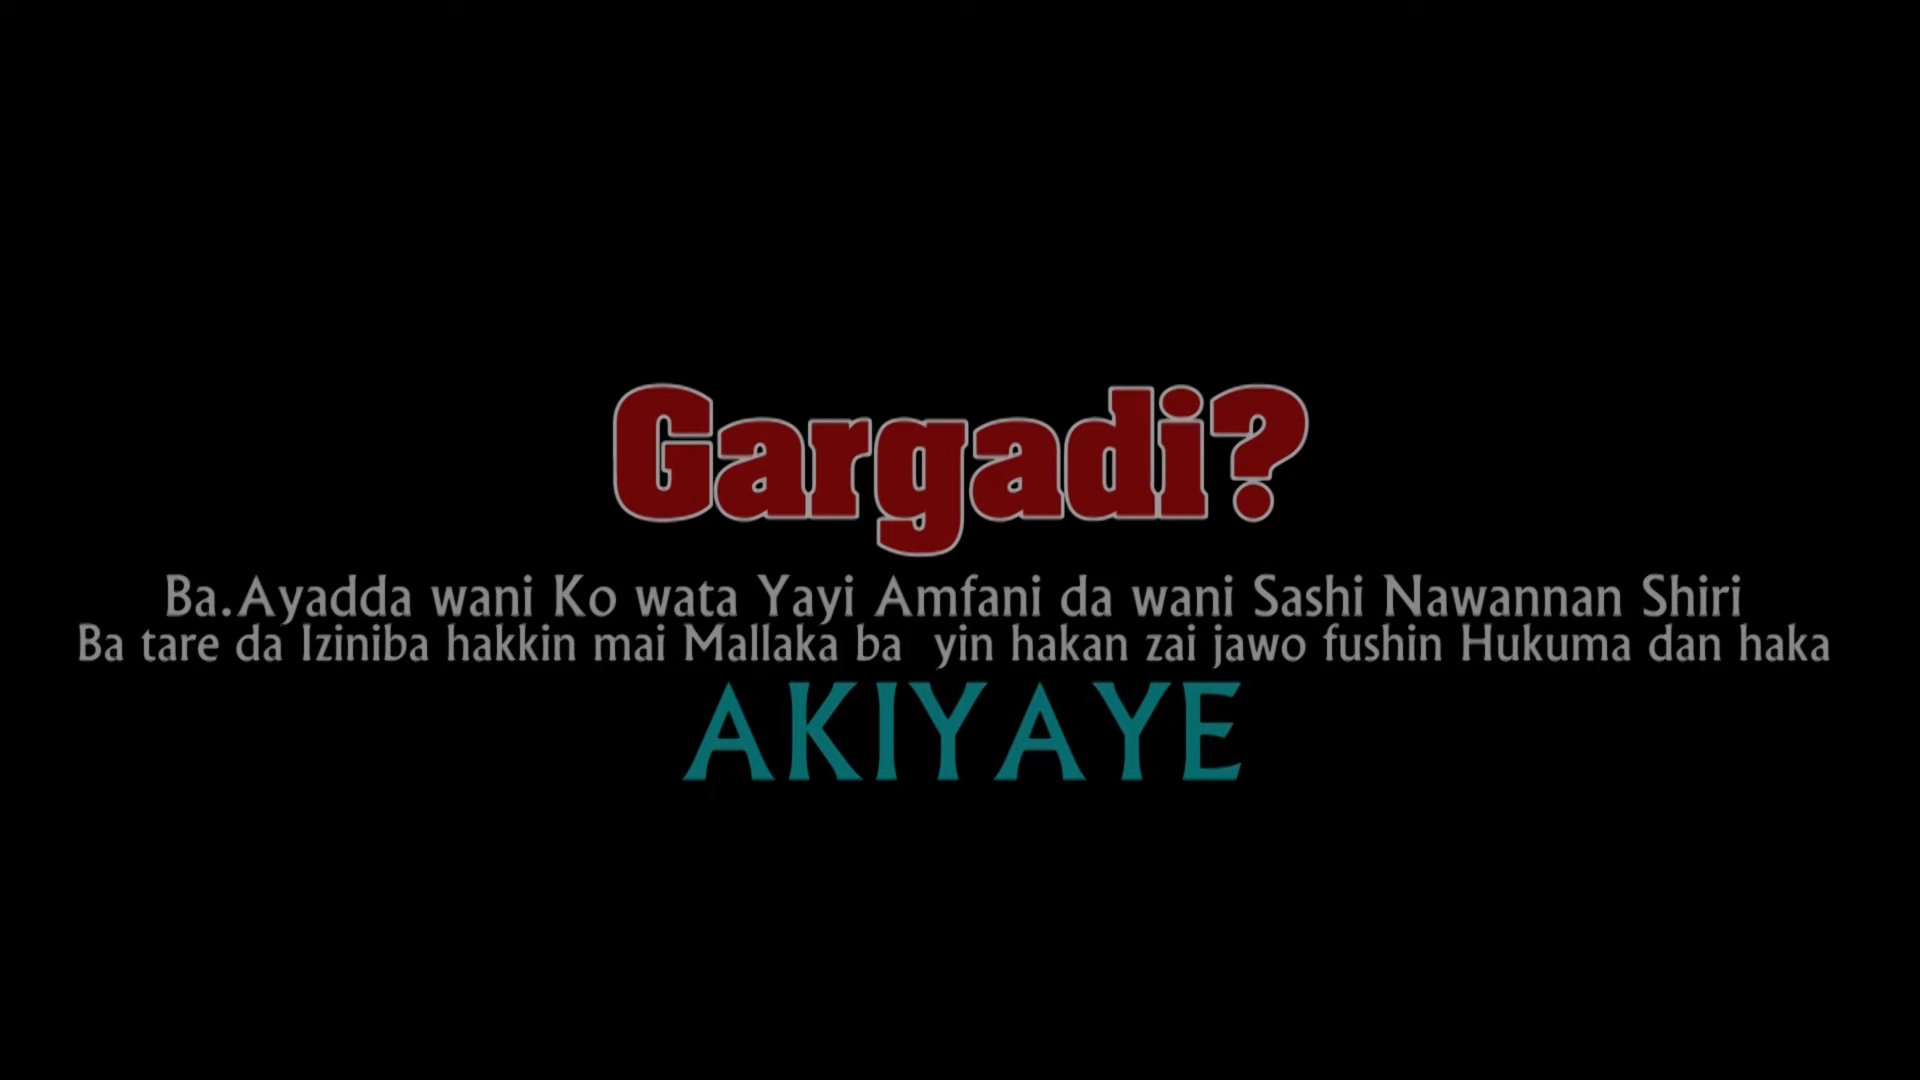 Gargadi?
Ba.Ayadda wani Ko wata Yayi Amfani da wani Sashi Nawannan Shiri
Ba tare da Iziniba hakkin mai Mallaka ba yin hakan zai jawo fushin Hukuma dan haka
AKIYAYE